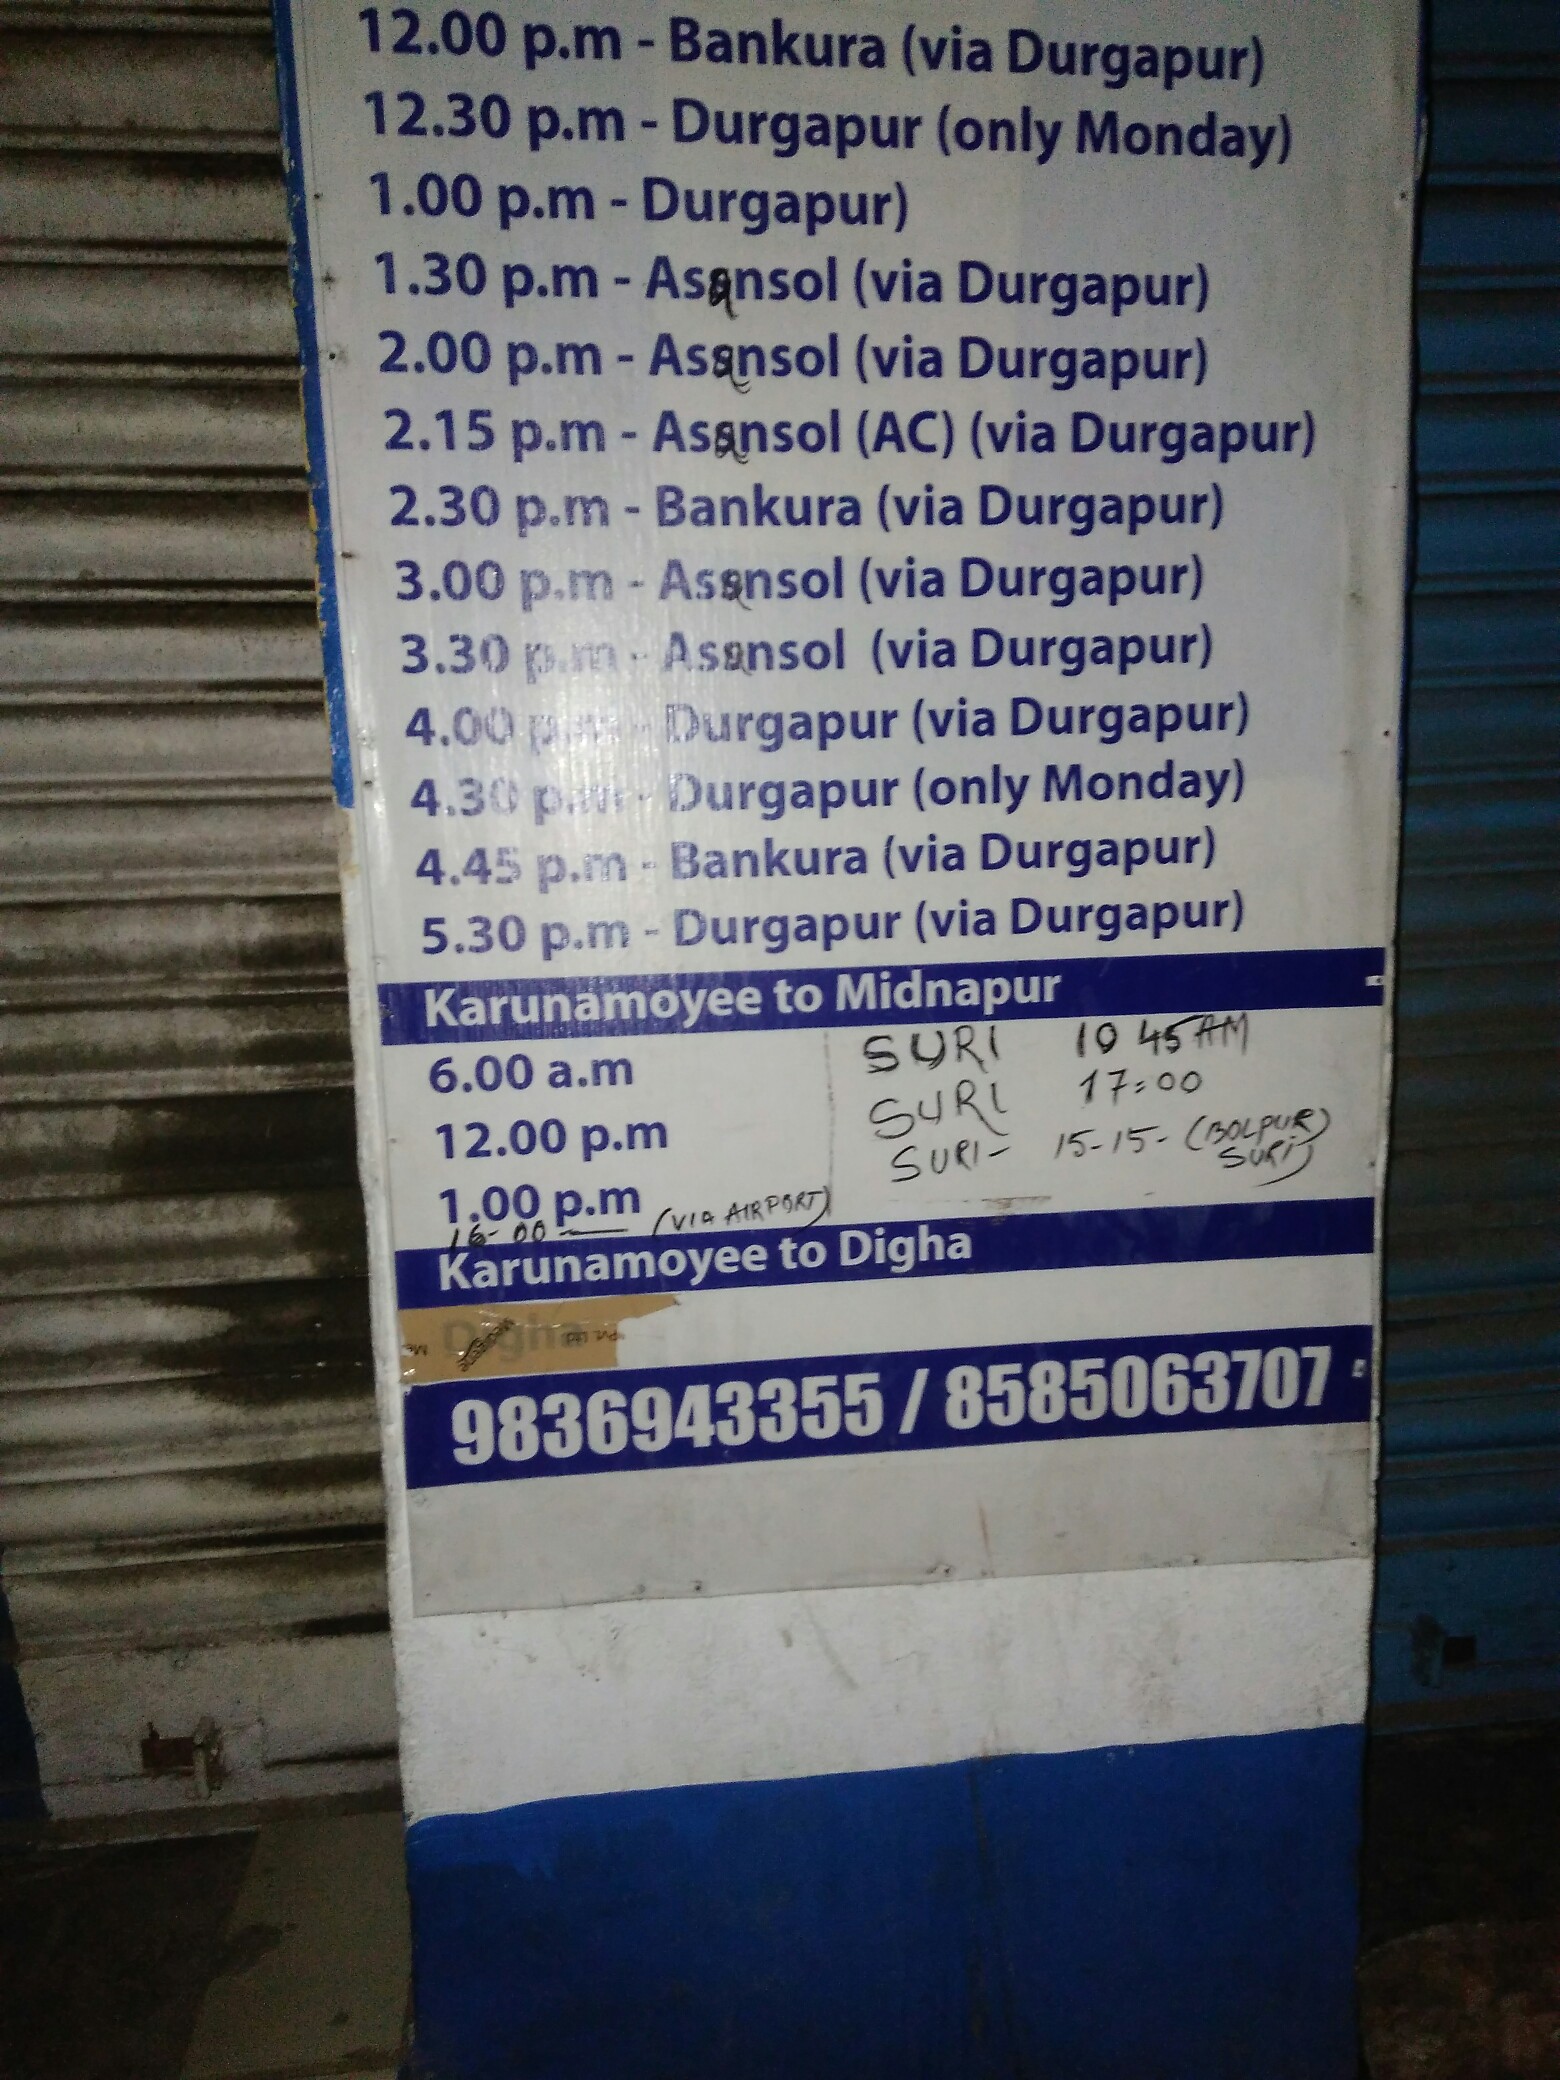 12.00 p.m - Bankura (via Durgapur)
12.30 p.m - Durgapur (only Monday)
1.00 p.m - Durgapur)
1.30 p.m - Asansol (via Durgapur)
2.00 p.m - Asansol (via Durgapur)
2.15 p.m - Asansol (AC) (via Durgapur)
2.30 p.m - Bankura (via Durgapur)
3.00 p.m - Asansol (via Durgapur)
3.30 p.m - Asansol (via Durgapur)
4.00 p.m - Durgapur (via Durgapur)
4.30 p.m - Durgapur (only Monday)
4.45 p.m - Bankura (via Durgapur)
5.30 p.m - Durgapur (via Durgapur)
Karunamoyee to Midnapur
6.00 a.m
12.00 p.m
1.00 p.m
16-00 — (VIA AIRPORT)
SURI 10 45 AM
SURI 17:00
SURI- 15-15- (BOLPUR)
SURI)
Karunamoyee to Digha
Digha
Pvt. Ltd
9836943355 / 8585063707